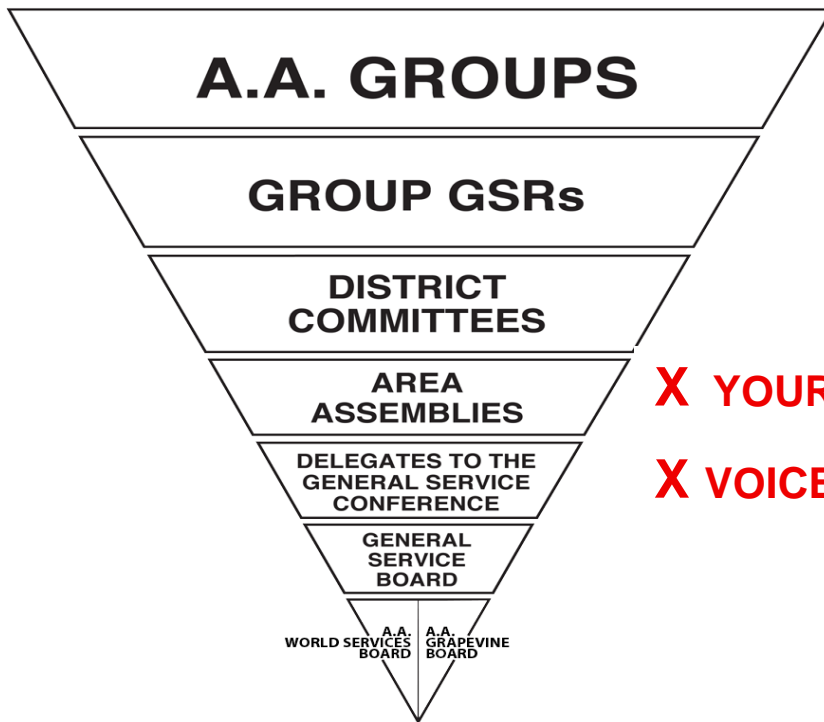 A.A. GROUPS
GROUP GSRs
DISTRICT
COMMITTEES
AREA
ASSEMBLIES
X YOUR
DELEGATES TO THE
GENERAL SERVICE
CONFERENCE
X VOICE
GENERAL
SERVICE
BOARD
A.A.
WORLD SERVICES
BOARD
A.A.
GRAPEVINE
BOARD